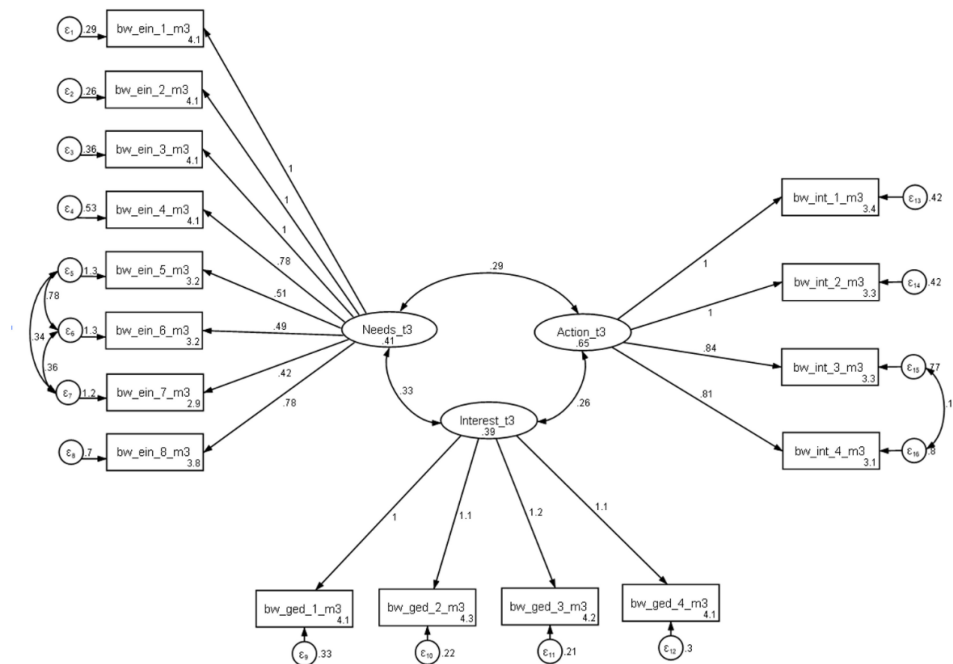 ε1 .29 bw_ein_1_m3 4.1
ε2 .26 bw_ein_2_m3 4.1
ε3 .36 bw_ein_3_m3 4.1
ε4 .53 bw_ein_4_m3 4.1
ε5 1.3 bw_ein_5_m3 3.2
ε6 1.3 bw_ein_6_m3 3.2
ε7 1.2 bw_ein_7_m3 2.9
ε8 .7 bw_ein_8_m3 3.8
.78
.34
.36
1
1
1
.78
.51
.49
.42
.78
Needs_t3
.41
.29
Action_t3
.65
.33
.26
Interest_t3
.39
1
1
.84
.81
bw_int_1_m3 3.4 ε13 .42
bw_int_2_m3 3.3 ε14 .42
bw_int_3_m3 3.3 ε15 .77
bw_int_4_m3 3.1 ε16 .8
.1
1
1.1
1.2
1.1
bw_ged_1_m3 4.1
bw_ged_2_m3 4.3
bw_ged_3_m3 4.2
bw_ged_4_m3 4.1
ε9 .33
ε10 .22
ε11 .21
ε12 .3